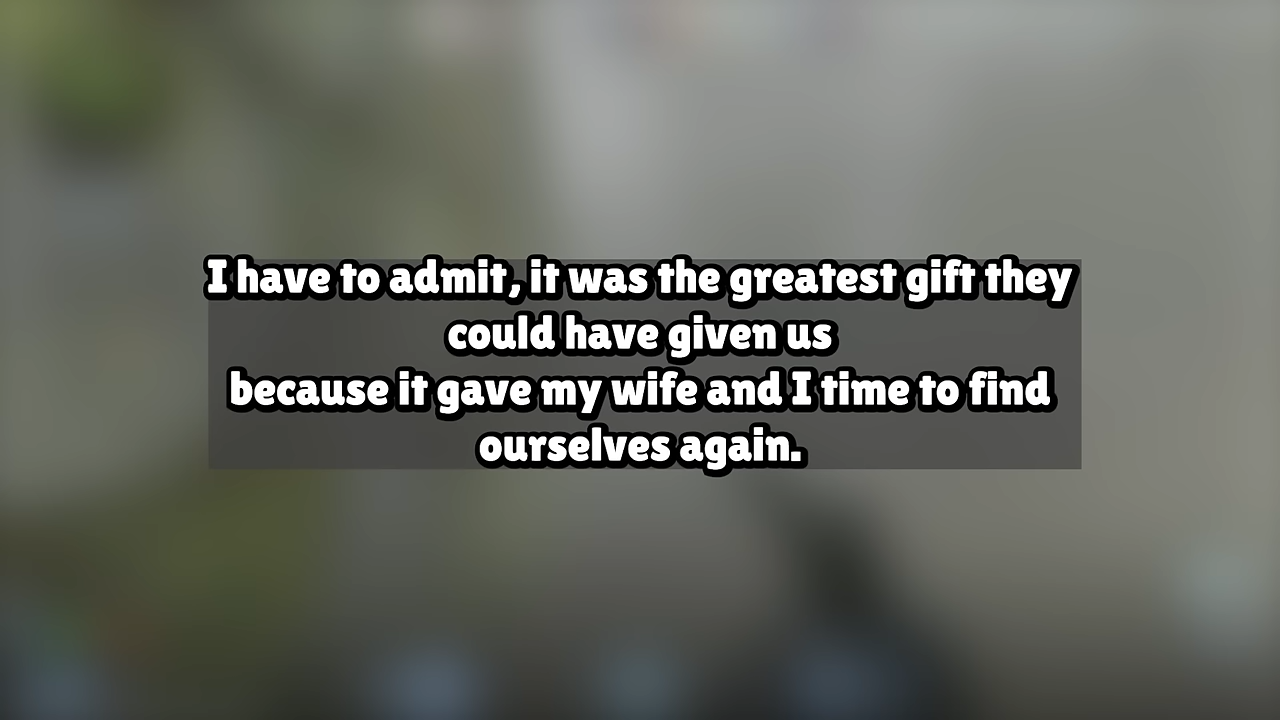 I have to admit, it was the greatest gift they
could have given us
because it gave my wife and I time to find
ourselves again.